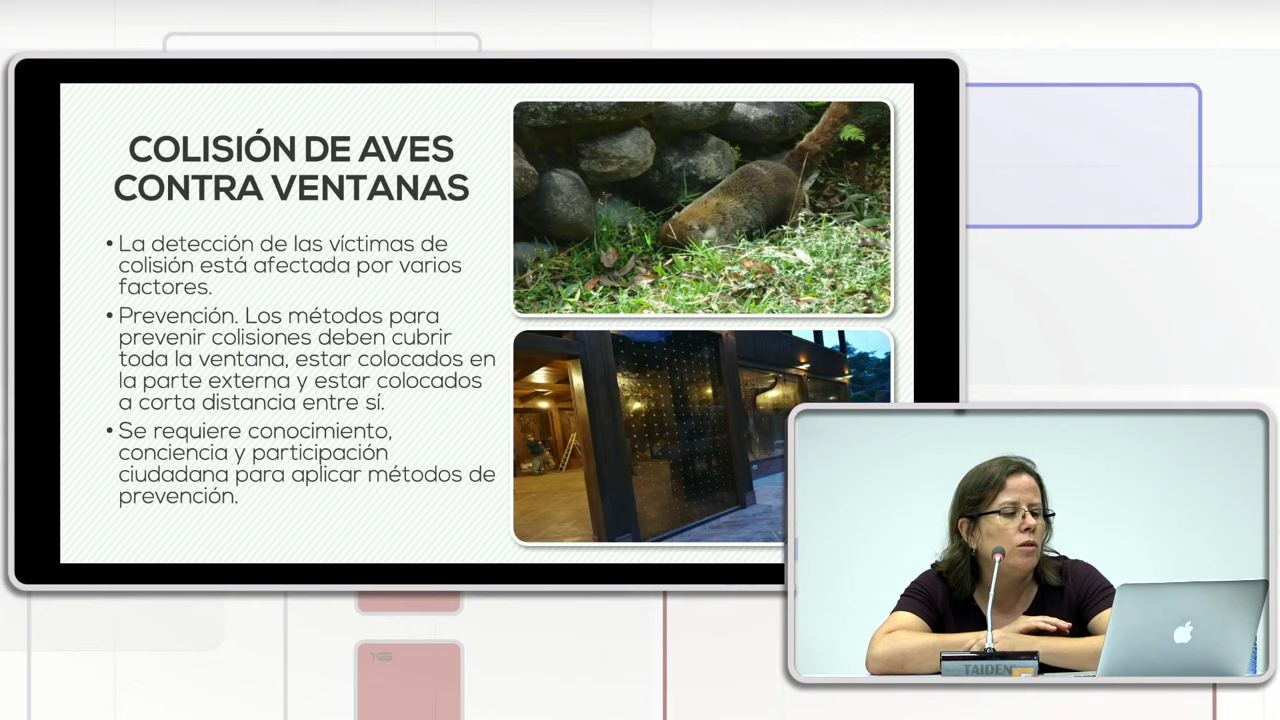 COLISIÓN DE AVES
CONTRA VENTANAS
• La detección de las víctimas de
colisión está afectada por varios
factores.
• Prevención. Los métodos para
prevenir colisiones deben cubrir
toda la ventana, estar colocados en
la parte externa y estar colocados
a corta distancia entre sí.
• Se requiere conocimiento,
conciencia y participación
ciudadana para aplicar métodos de
prevención.
TAIDEN
16